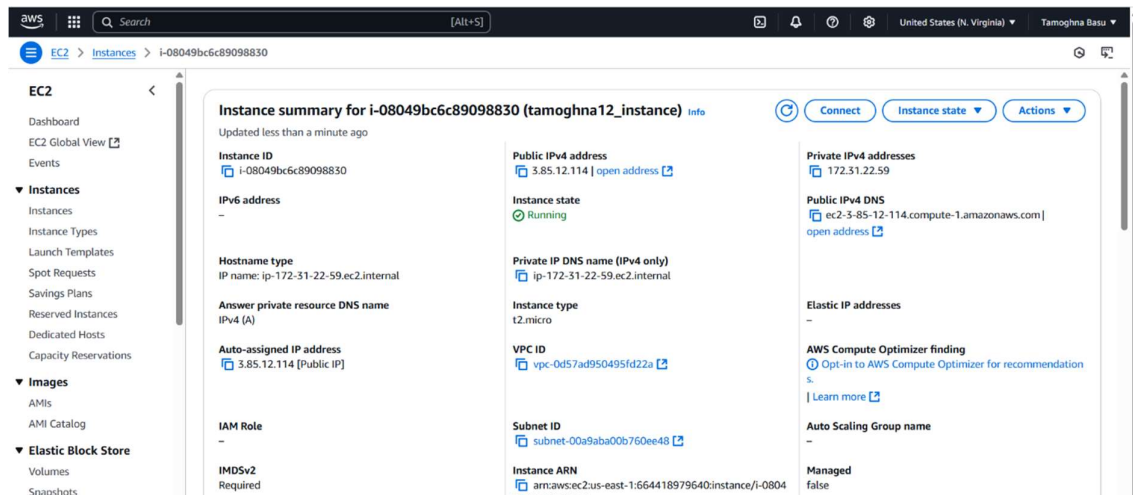 aws
Search
[Alt+S]
United States (N. Virginia)
Tamoghna Basu
EC2 > Instances > i-08049bc6c89098830
EC2
Dashboard
EC2 Global View
Events
Instances
Instances
Instance Types
Launch Templates
Spot Requests
Savings Plans
Reserved Instances
Dedicated Hosts
Capacity Reservations
Images
AMIs
AMI Catalog
Elastic Block Store
Volumes
Snapshots
Instance summary for i-08049bc6c89098830 (tamoghna12_instance) Info
Connect
Instance state
Actions
Updated less than a minute ago
Instance ID
i-08049bc6c89098830
Public IPv4 address
3.85.12.114 | open address
Private IPv4 addresses
172.31.22.59
IPv6 address
–
Instance state
Running
Public IPv4 DNS
ec2-3-85-12-114.compute-1.amazonaws.com |
open address
Hostname type
IP name: ip-172-31-22-59.ec2.internal
Private IP DNS name (IPv4 only)
ip-172-31-22-59.ec2.internal
Answer private resource DNS name
IPv4 (A)
Instance type
t2.micro
Elastic IP addresses
–
Auto-assigned IP address
3.85.12.114 [Public IP]
VPC ID
vpc-0d57ad950495fd22a
AWS Compute Optimizer finding
Opt-in to AWS Compute Optimizer for recommendation
s.
| Learn more
IAM Role
–
Subnet ID
subnet-00a9aba00b760ee48
Auto Scaling Group name
–
IMDSv2
Required
Instance ARN
arn:aws:ec2:us-east-1:664418979640:instance/i-0804
Managed
false